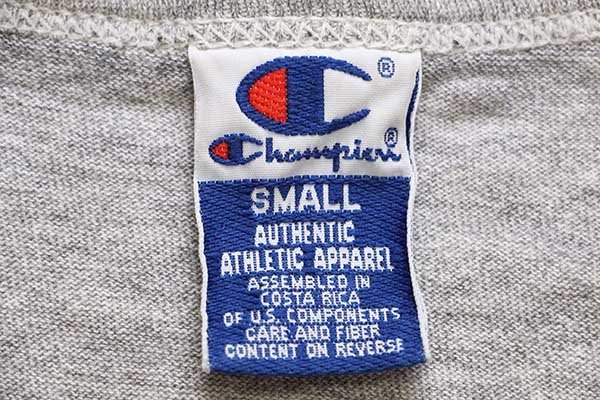 C ®
Champion ®
SMALL
AUTHENTIC
ATHLETIC APPAREL
ASSEMBLED IN
COSTA RICA
OF U.S. COMPONENTS
CARE AND FIBER
CONTENT ON REVERSE